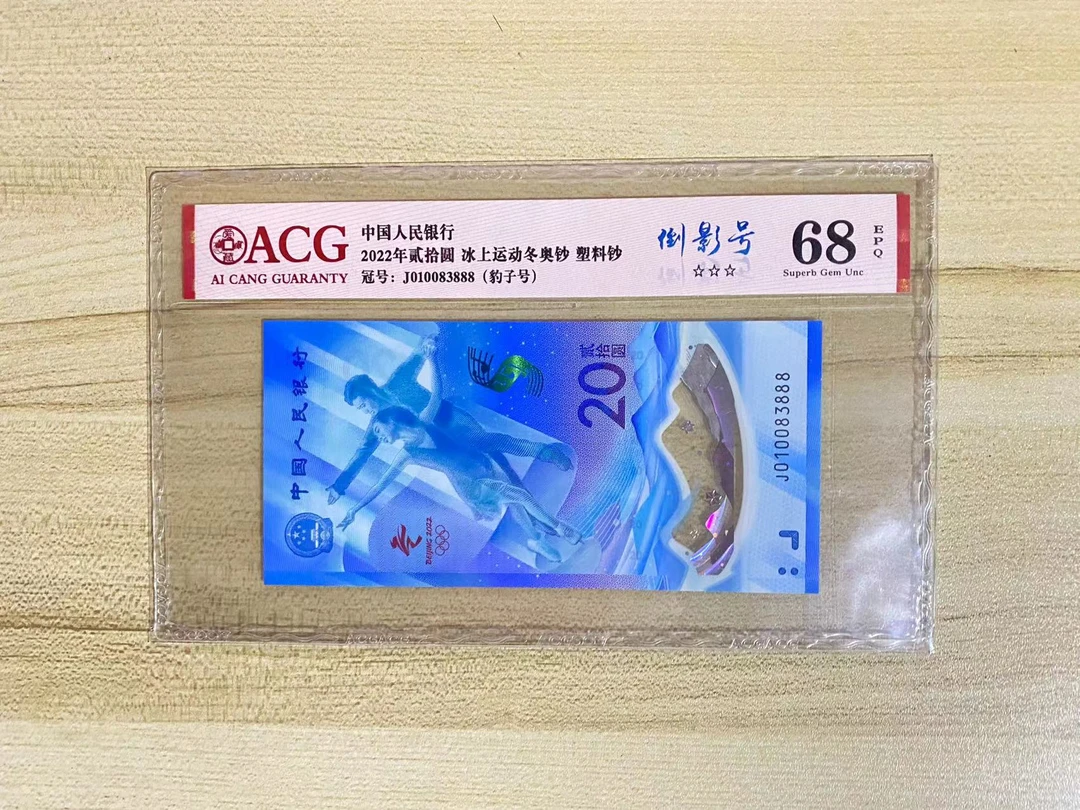 ACG
AI CANG GUARANTY
中国人民银行
2022年贰拾圆 冰上运动冬奥钞 塑料钞
冠号：J010083888（豹子号）
倒影号
☆☆☆
68
EPQ
Superb Gem Unc
中国人民银行
BEIJING 2022
贰拾圆
20
J010083888